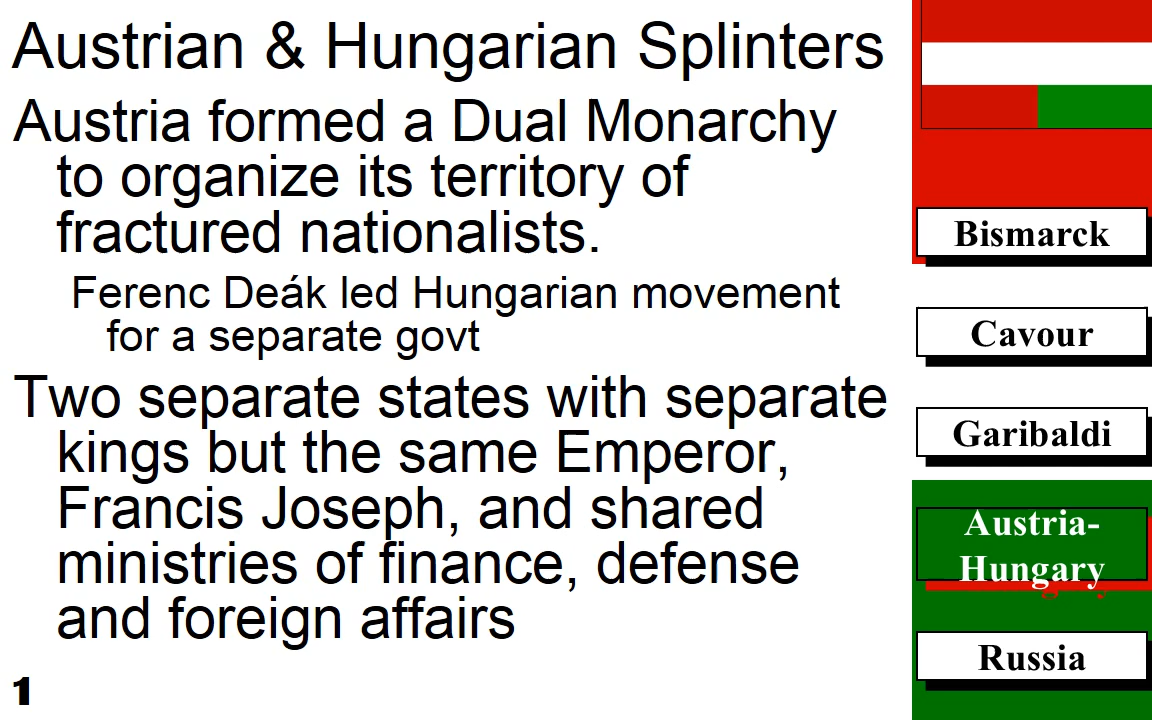 Austrian & Hungarian Splinters
Austria formed a Dual Monarchy
to organize its territory of
fractured nationalists.
Ferenc Deák led Hungarian movement
for a separate govt
Two separate states with separate
kings but the same Emperor,
Francis Joseph, and shared
ministries of finance, defense
and foreign affairs
1
Bismarck
Cavour
Garibaldi
Austria-
Hungary
Russia